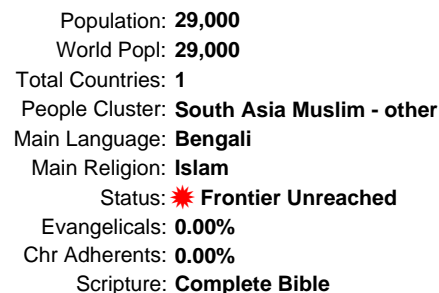 Population: 29,000
World Popl: 29,000
Total Countries: 1
People Cluster: South Asia Muslim - other
Main Language: Bengali
Main Religion: Islam
Status: Frontier Unreached
Evangelicals: 0.00%
Chr Adherents: 0.00%
Scripture: Complete Bible